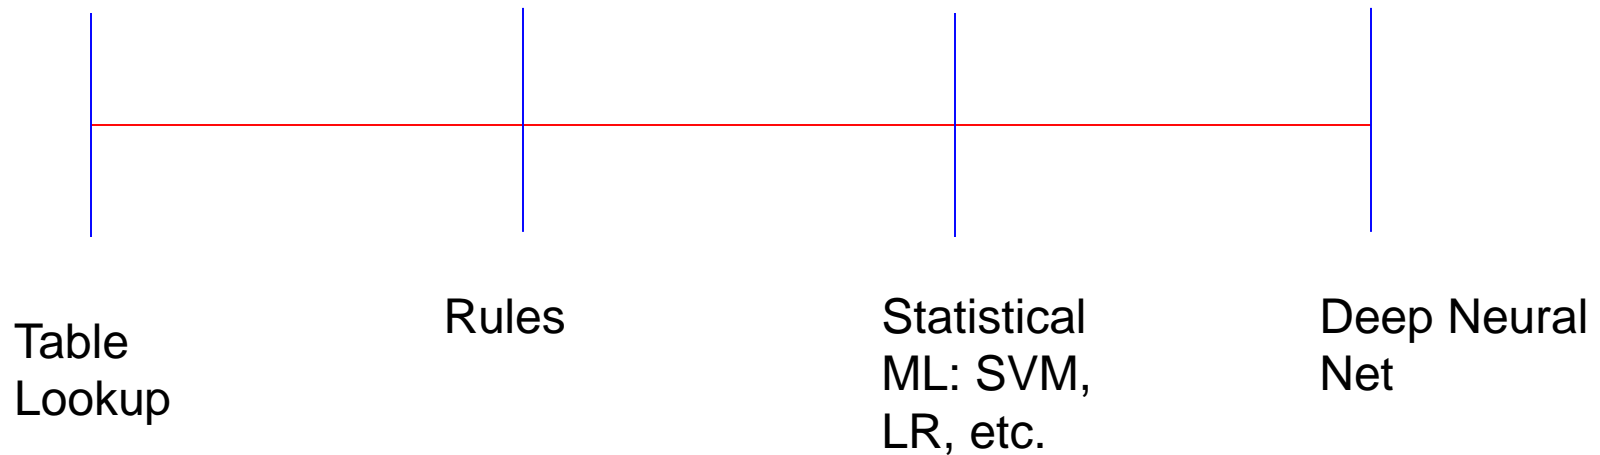 Table
Lookup
Rules
Statistical
ML: SVM,
LR, etc.
Deep Neural
Net